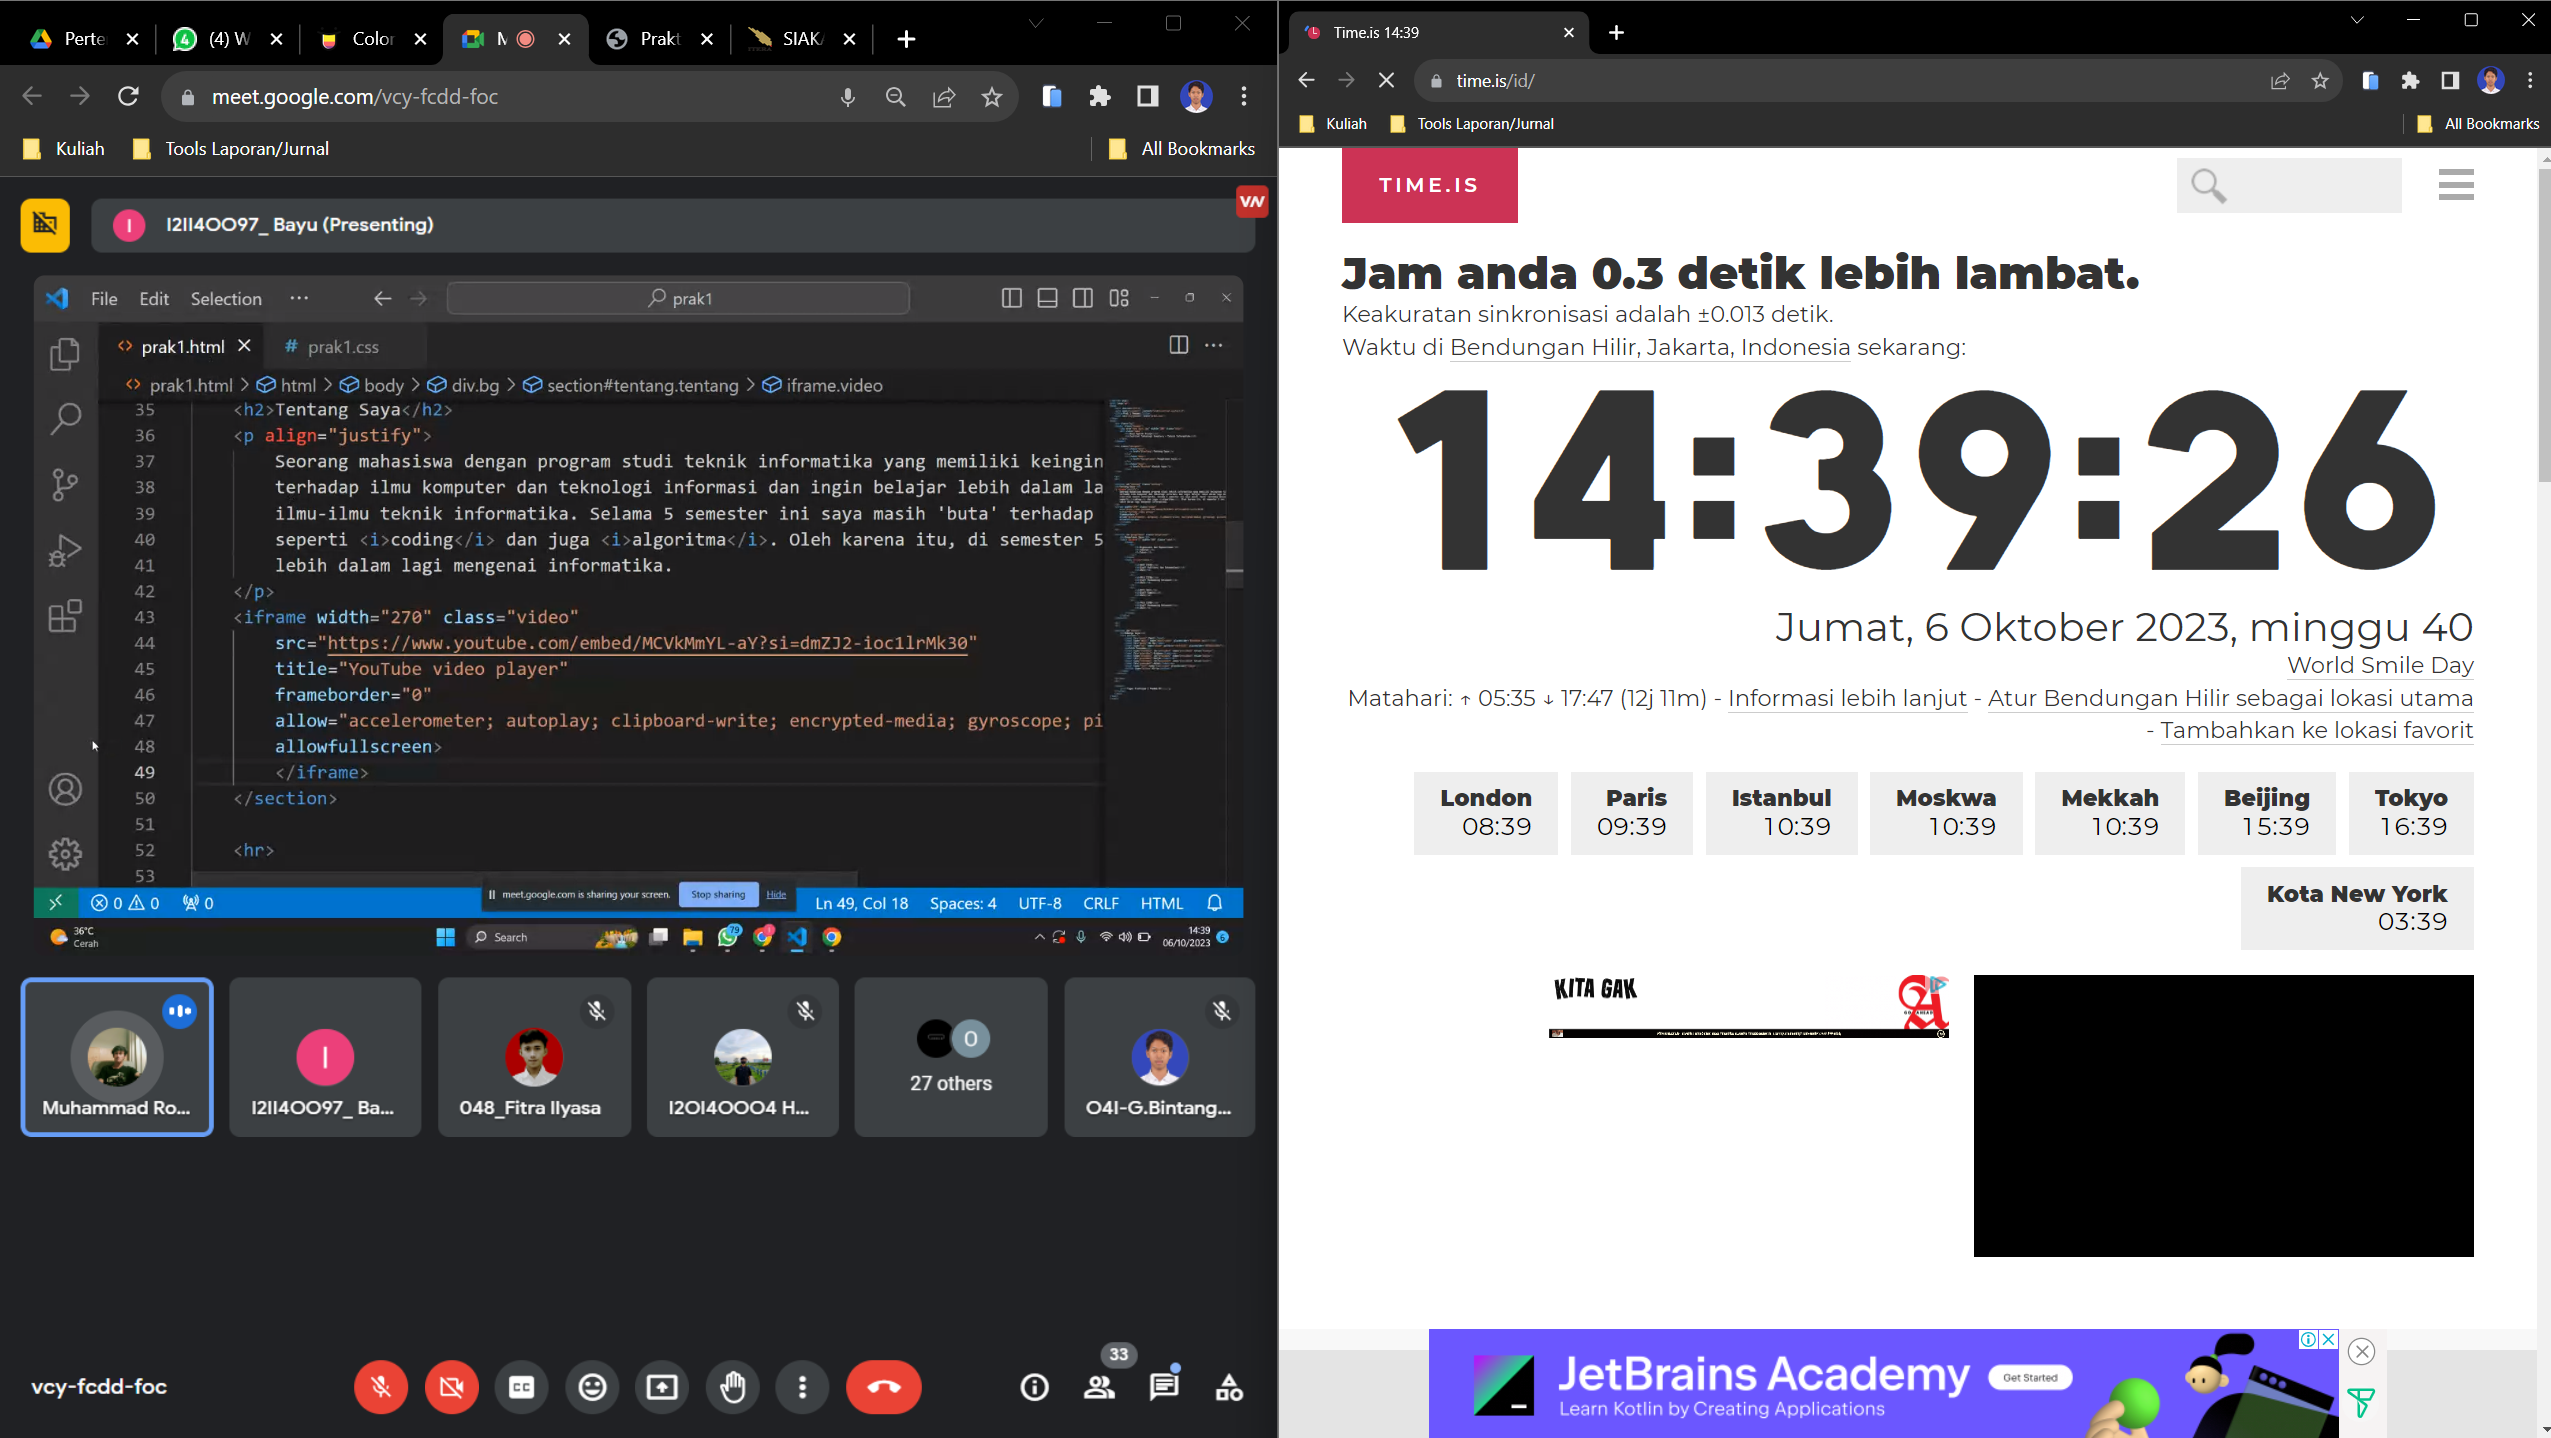 Perte
(4) W
Color
M
Prakt
SIAK
meet.google.com/vcy-fcdd-foc
Kuliah
Tools Laporan/Jurnal
All Bookmarks
I2II4OO97_ Bayu (Presenting)
File Edit Selection ···
prak1
prak1.html
# prak1.css
prak1.html > html > body > div.bg > section#tentang.tentang > iframe.video
35 <h2>Tentang Saya</h2>
36 <p align="justify">
37 Seorang mahasiswa dengan program studi teknik informatika yang memiliki keingin
38 terhadap ilmu komputer dan teknologi informasi dan ingin belajar lebih dalam la
39 ilmu-ilmu teknik informatika. Selama 5 semester ini saya masih 'buta' terhadap
40 seperti <i>coding</i> dan juga <i>algoritma</i>. Oleh karena itu, di semester 5
41 lebih dalam lagi mengenai informatika.
42 </p>
43 <iframe width="270" class="video"
44 src="https://www.youtube.com/embed/MCVkMmYL-aY?si=dmZJ2-ioc1lrMk30"
45 title="YouTube video player"
46 frameborder="0"
47 allow="accelerometer; autoplay; clipboard-write; encrypted-media; gyroscope; pi
48 allowfullscreen>
49 </iframe>
50 </section>
51
52 <hr>
53
0 0 0
meet.google.com is sharing your screen.
Stop sharing
Hide
Ln 49, Col 18 Spaces: 4 UTF-8 CRLF HTML
36°C
Cerah
Search
79
14:39
06/10/2023
6
Muhammad Ro...
I
I2II4OO97_ Ba...
048_Fitra Ilyasa
I2OI4OOO4 H...
O
27 others
O4I-G.Bintang...
vcy-fcdd-foc
CC
33
Time.is 14:39
time.is/id/
Kuliah
Tools Laporan/Jurnal
All Bookmarks
TIME.IS
Jam anda 0.3 detik lebih lambat.
Keakuratan sinkronisasi adalah ±0.013 detik.
Waktu di Bendungan Hilir, Jakarta, Indonesia sekarang:
14:39:26
Jumat, 6 Oktober 2023, minggu 40
World Smile Day
Matahari: ↑ 05:35 ↓ 17:47 (12j 11m) - Informasi lebih lanjut - Atur Bendungan Hilir sebagai lokasi utama
- Tambahkan ke lokasi favorit
London
08:39
Paris
09:39
Istanbul
10:39
Moskwa
10:39
Mekkah
10:39
Beijing
15:39
Tokyo
16:39
Kota New York
03:39
KITA GAK
A
JetBrains Academy
Learn Kotlin by Creating Applications
Get Started